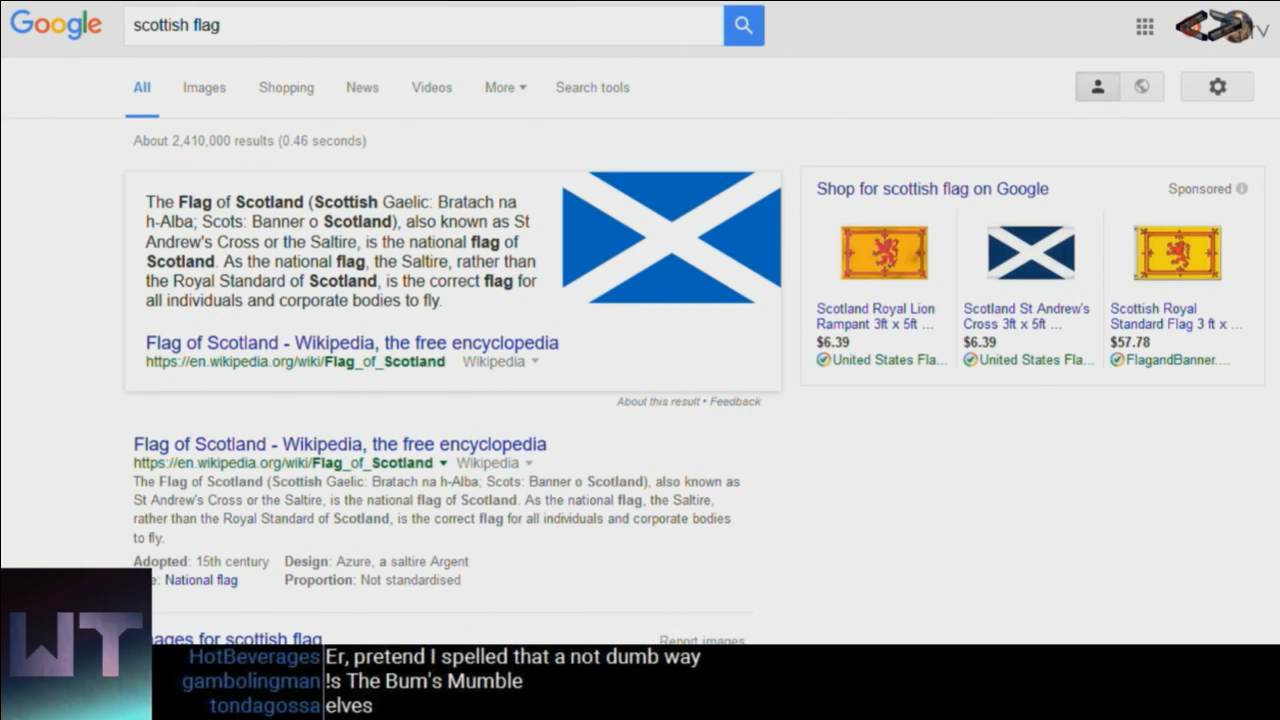 Google
scottish flag
TV
All Images Shopping News Videos More Search tools
About 2,410,000 results (0.46 seconds)
The Flag of Scotland (Scottish Gaelic: Bratach na
h-Alba; Scots: Banner o Scotland), also known as St
Andrew's Cross or the Saltire, is the national flag of
Scotland. As the national flag, the Saltire, rather than
the Royal Standard of Scotland, is the correct flag for
all individuals and corporate bodies to fly.
Flag of Scotland - Wikipedia, the free encyclopedia
https://en.wikipedia.org/wiki/Flag_of_Scotland Wikipedia
About this result • Feedback
Shop for scottish flag on Google Sponsored
Scotland Royal Lion
Rampant 3ft x 5ft ...
$6.39
United States Fla...
Scotland St Andrew's
Cross 3ft x 5ft ...
$6.39
United States Fla...
Scottish Royal
Standard Flag 3 ft x ...
$57.78
FlagandBanner....
Flag of Scotland - Wikipedia, the free encyclopedia
https://en.wikipedia.org/wiki/Flag_of_Scotland Wikipedia
The Flag of Scotland (Scottish Gaelic: Bratach na h-Alba; Scots: Banner o Scotland), also known as
St Andrew's Cross or the Saltire, is the national flag of Scotland. As the national flag, the Saltire,
rather than the Royal Standard of Scotland, is the correct flag for all individuals and corporate bodies
to fly.
Adopted: 15th century Design: Azure, a saltire Argent
e: National flag Proportion: Not standardised
ages for scottish flag Report images
WT
HotBeverages Er, pretend I spelled that a not dumb way
gambolingman !s The Bum's Mumble
tondagossa elves